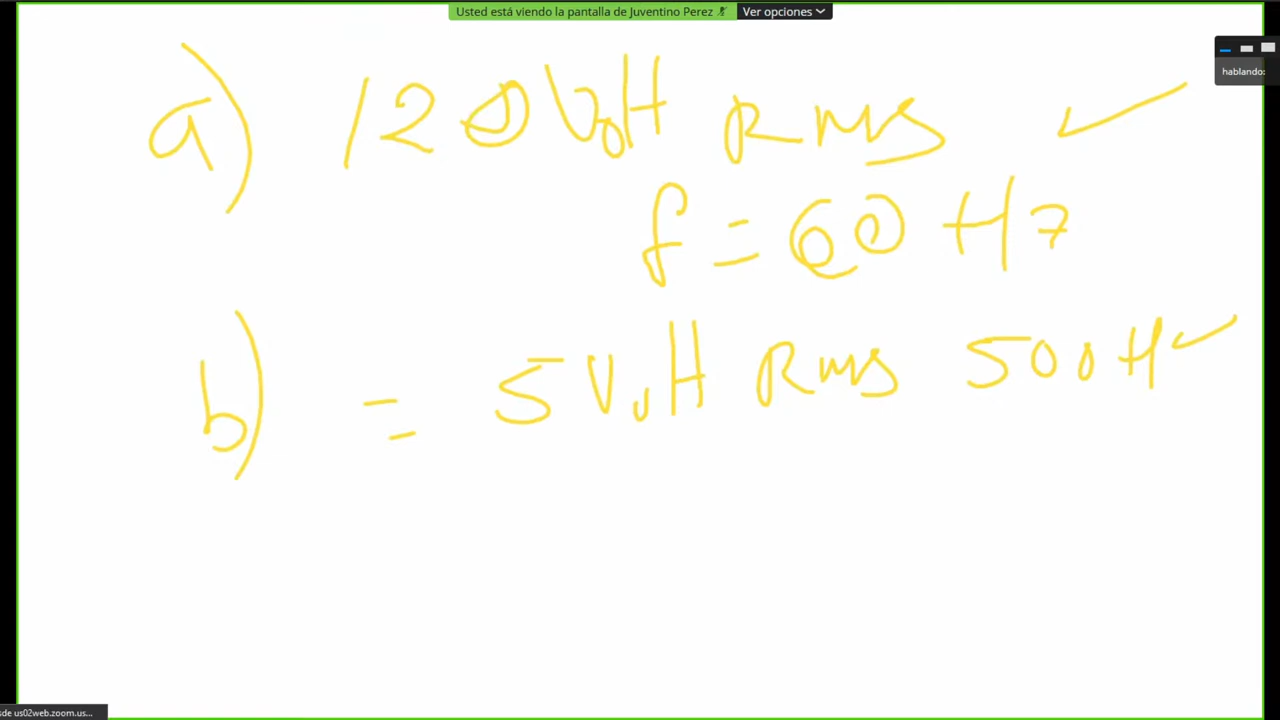 Usted está viendo la pantalla de Juventino Perez
Ver opciones
hablando:
a) 120 Volt Rms
f = 60 Hz
b) = 5 Volt Rms 500 H
sde us02web.zoom.us...